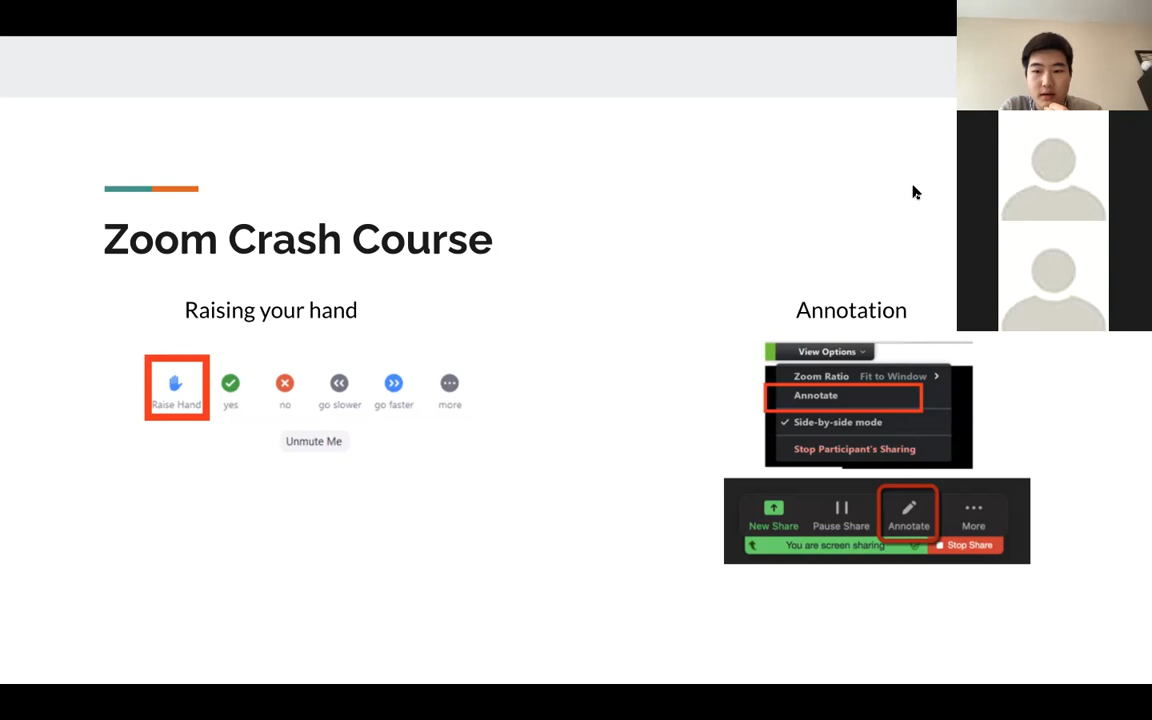 Zoom Crash Course
Raising your hand
Raise Hand
yes
no
go slower
go faster
more
Unmute Me
Annotation
View Options
Zoom Ratio Fit to Window
Annotate
Side-by-side mode
Stop Participant's Sharing
New Share
Pause Share
Annotate
More
You are screen sharing
Stop Share